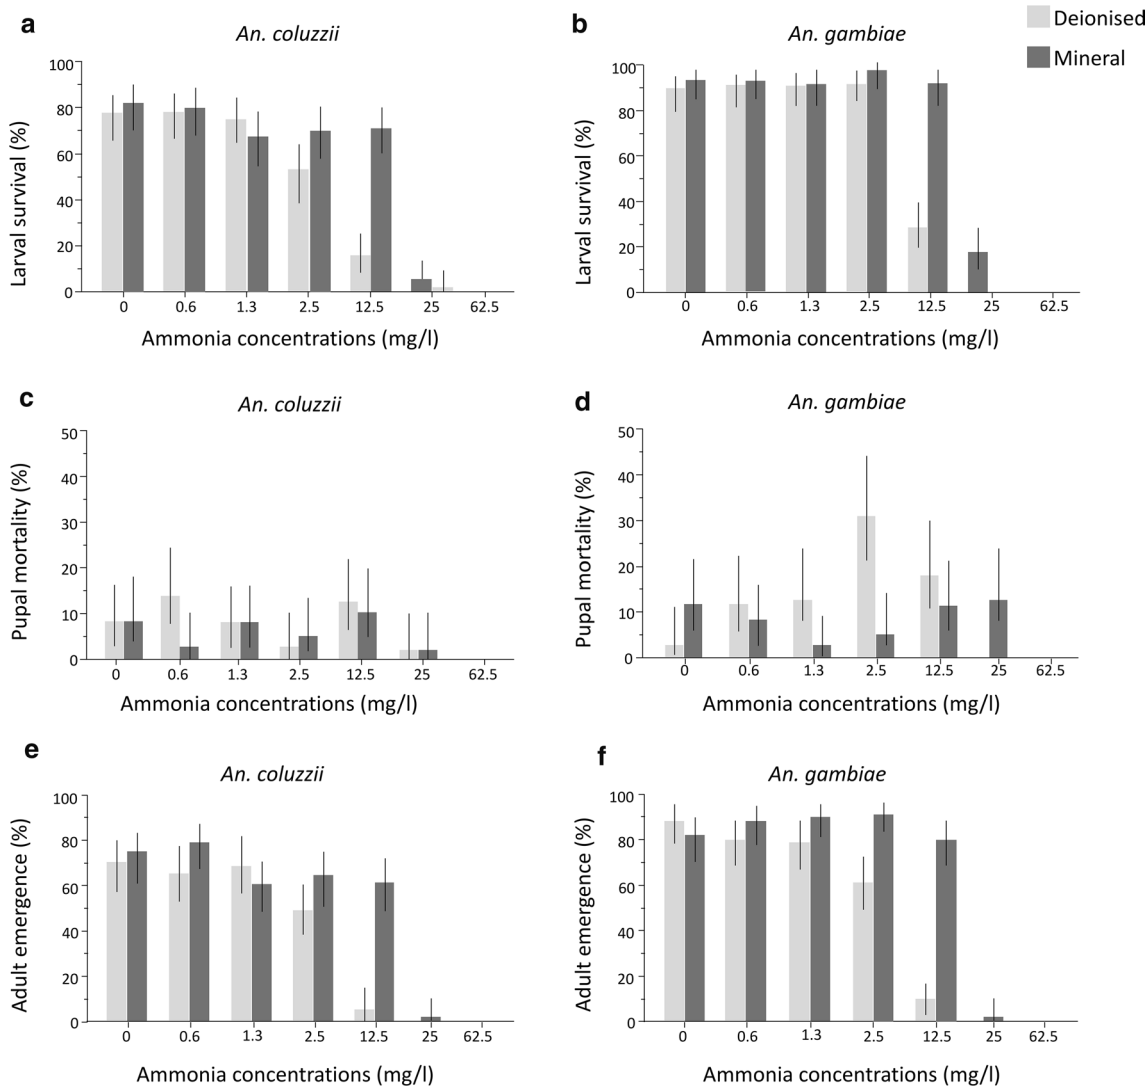 a
An. coluzzii
b
An. gambiae
Deionised
Mineral
Larval survival (%)
100
80
60
40
20
0
0 0.6 1.3 2.5 12.5 25 62.5
Ammonia concentrations (mg/l)
Larval survival (%)
100
80
60
40
20
0
0 0.6 1.3 2.5 12.5 25 62.5
Ammonia concentrations (mg/l)
c
An. coluzzii
d
An. gambiae
Pupal mortality (%)
50
40
30
20
10
0
0 0.6 1.3 2.5 12.5 25 62.5
Ammonia concentrations (mg/l)
Pupal mortality (%)
50
40
30
20
10
0
0 0.6 1.3 2.5 12.5 25 62.5
Ammonia concentrations (mg/l)
e
An. coluzzii
f
An. gambiae
Adult emergence (%)
100
80
60
40
20
0
0 0.6 1.3 2.5 12.5 25 62.5
Ammonia concentrations (mg/l)
Adult emergence (%)
100
80
60
40
20
0
0 0.6 1.3 2.5 12.5 25 62.5
Ammonia concentrations (mg/l)